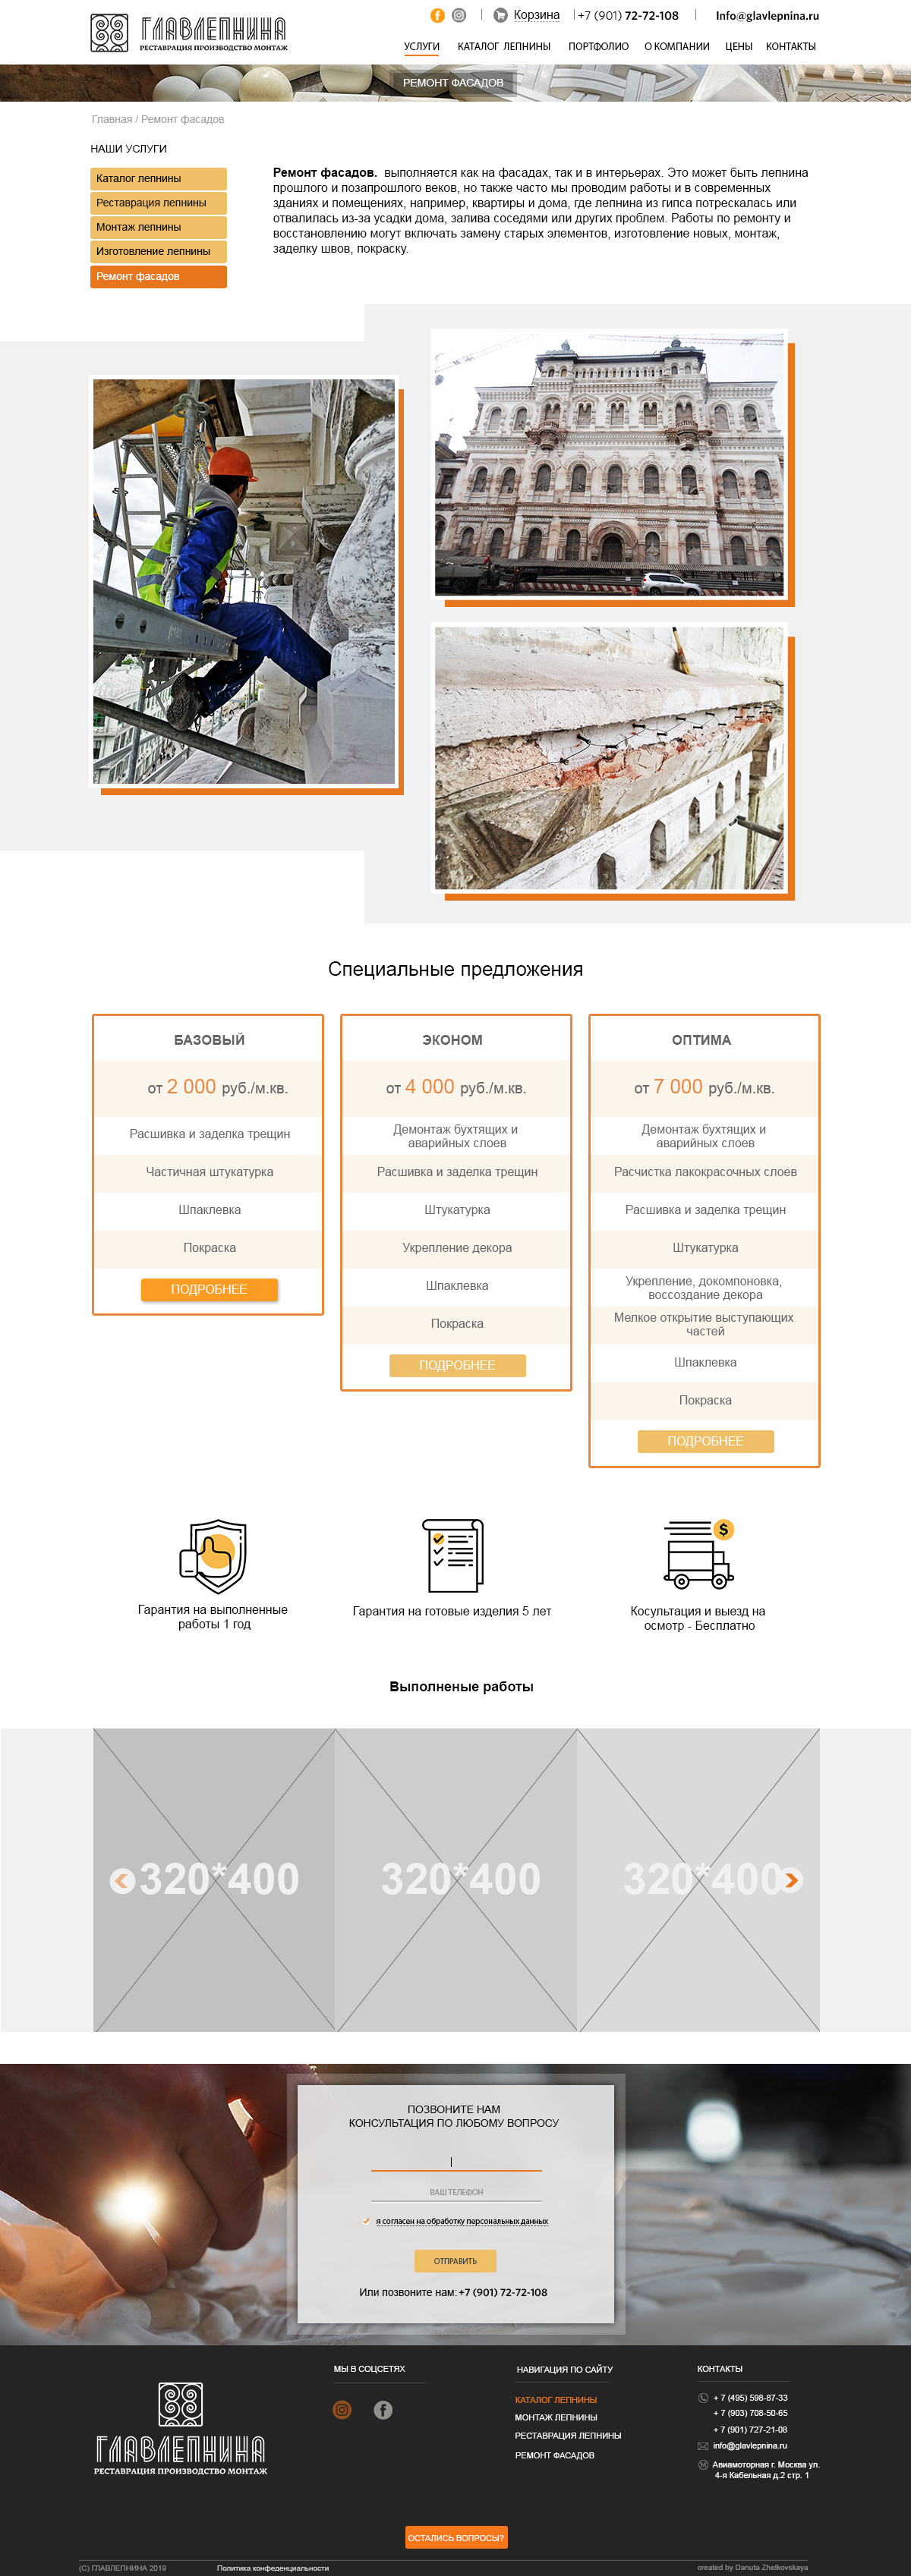 ГЛАВЛЕПНИНА
РЕСТАВРАЦИЯ ПРОИЗВОДСТВО МОНТАЖ
Корзина
+7 (901) 72-72-108
Info@glavlepnina.ru
УСЛУГИ КАТАЛОГ ЛЕПНИНЫ ПОРТФОЛИО О КОМПАНИИ ЦЕНЫ КОНТАКТЫ
РЕМОНТ ФАСАДОВ
Главная / Ремонт фасадов
НАШИ УСЛУГИ
Каталог лепнины
Реставрация лепнины
Монтаж лепнины
Изготовление лепнины
Ремонт фасадов
Ремонт фасадов. выполняется как на фасадах, так и в интерьерах. Это может быть лепнина
прошлого и позапрошлого веков, но также часто мы проводим работы и в современных
зданиях и помещениях, например, квартиры и дома, где лепнина из гипса потрескалась или
отвалилась из-за усадки дома, залива соседями или других проблем. Работы по ремонту и
восстановлению могут включать замену старых элементов, изготовление новых, монтаж,
заделку швов, покраску.
Специальные предложения
БАЗОВЫЙ
от 2 000 руб./м.кв.
Расшивка и заделка трещин
Частичная штукатурка
Шпаклевка
Покраска
ПОДРОБНЕЕ
ЭКОНОМ
от 4 000 руб./м.кв.
Демонтаж бухтящих и
аварийных слоев
Расшивка и заделка трещин
Штукатурка
Укрепление декора
Шпаклевка
Покраска
ПОДРОБНЕЕ
ОПТИМА
от 7 000 руб./м.кв.
Демонтаж бухтящих и
аварийных слоев
Расчистка лакокрасочных слоев
Расшивка и заделка трещин
Штукатурка
Укрепление, докомпоновка,
воссоздание декора
Мелкое открытие выступающих
частей
Шпаклевка
Покраска
ПОДРОБНЕЕ
Гарантия на выполненные
работы 1 год
Гарантия на готовые изделия 5 лет
Косультация и выезд на
осмотр - Бесплатно
Выполненые работы
320*400
320*400
320*400
ПОЗВОНИТЕ НАМ
КОНСУЛЬТАЦИЯ ПО ЛЮБОМУ ВОПРОСУ
ВАШ ТЕЛЕФОН
я согласен на обработку персональных данных
ОТПРАВИТЬ
Или позвоните нам: +7 (901) 72-72-108
ГЛАВЛЕПНИНА
РЕСТАВРАЦИЯ ПРОИЗВОДСТВО МОНТАЖ
МЫ В СОЦСЕТЯХ
НАВИГАЦИЯ ПО САЙТУ
КАТАЛОГ ЛЕПНИНЫ
МОНТАЖ ЛЕПНИНЫ
РЕСТАВРАЦИЯ ЛЕПНИНЫ
РЕМОНТ ФАСАДОВ
КОНТАКТЫ
+ 7 (495) 598-87-33
+ 7 (903) 708-50-65
+ 7 (901) 727-21-08
info@glavlepnina.ru
Авиамоторная г. Москва ул.
4-я Кабельная д.2 стр. 1
ОСТАЛИСЬ ВОПРОСЫ?
(С) ГЛАВЛЕПНИНА 2019
Политика конфеденциальности
created by Danuta Zhelkovskaya